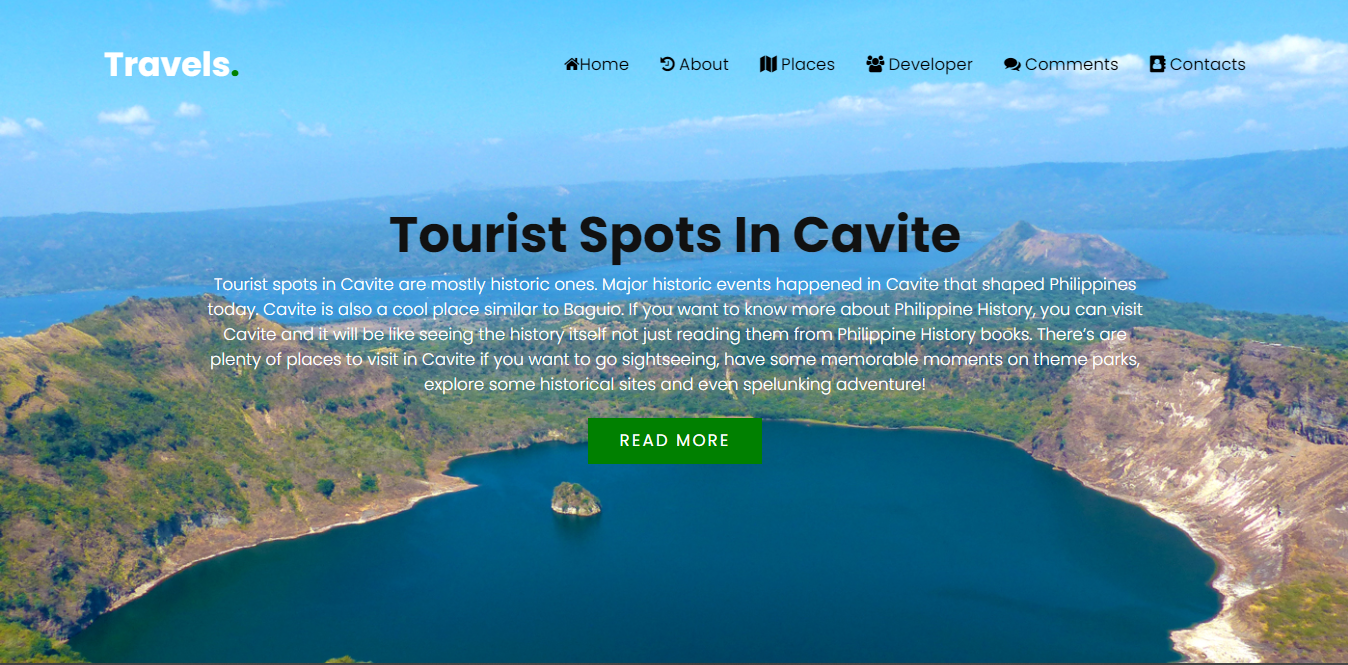 Travels.
Home About Places Developer Comments Contacts
Tourist Spots In Cavite
Tourist spots in Cavite are mostly historic ones. Major historic events happened in Cavite that shaped Philippines
today. Cavite is also a cool place similar to Baguio. If you want to know more about Philippine History, you can visit
Cavite and it will be like seeing the history itself not just reading them from Philippine History books. There’s are
plenty of places to visit in Cavite if you want to go sightseeing, have some memorable moments on theme parks,
explore some historical sites and even spelunking adventure!
READ MORE